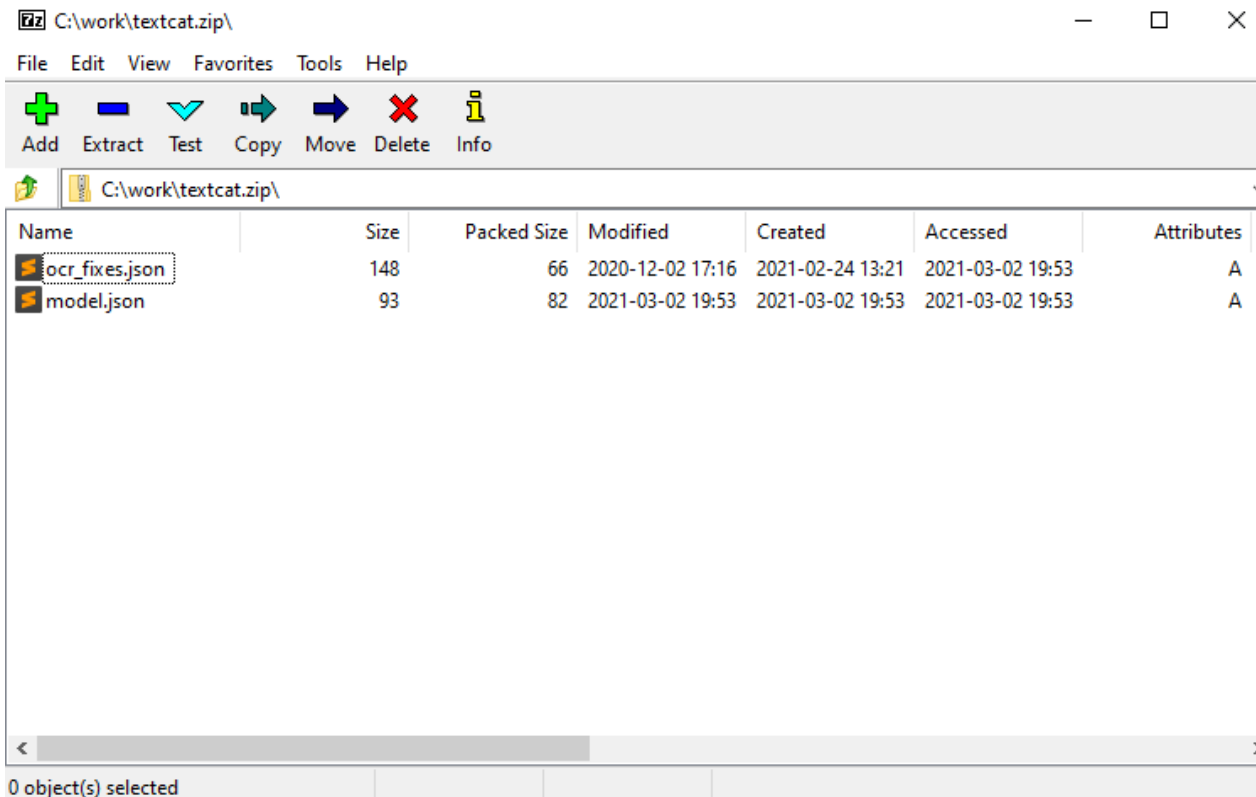 7z C:\work\textcat.zip\
File Edit View Favorites Tools Help
Add Extract Test Copy Move Delete Info
C:\work\textcat.zip\
Name Size Packed Size Modified Created Accessed Attributes
ocr_fixes.json 148 66 2020-12-02 17:16 2021-02-24 13:21 2021-03-02 19:53 A
model.json 93 82 2021-03-02 19:53 2021-03-02 19:53 2021-03-02 19:53 A
0 object(s) selected